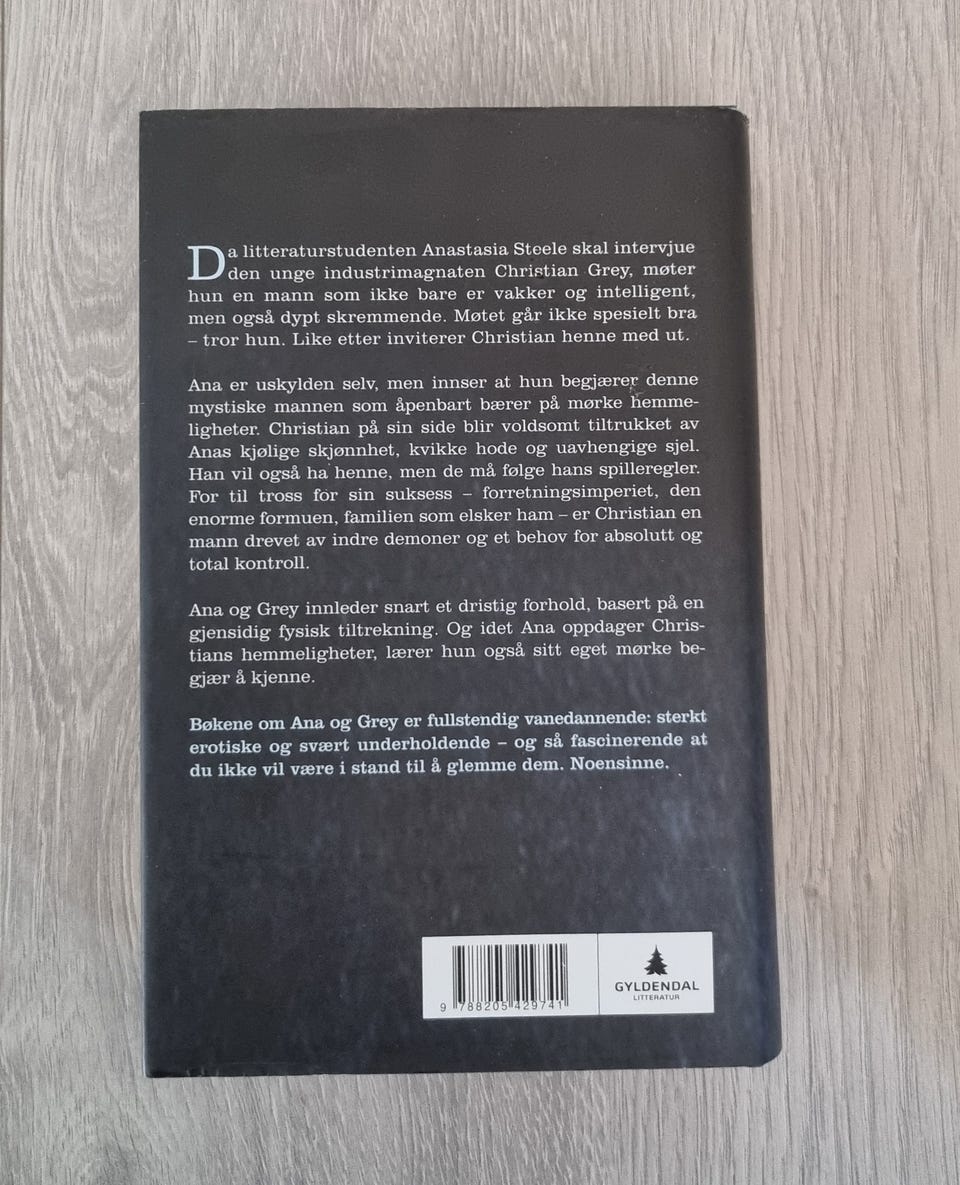 Da litteraturstudenten Anastasia Steele skal intervjue
den unge industrimagnaten Christian Grey, møter
hun en mann som ikke bare er vakker og intelligent,
men også dypt skremmende. Møtet går ikke spesielt bra
– tror hun. Like etter inviterer Christian henne med ut.
Ana er uskylden selv, men innser at hun begjærer denne
mystiske mannen som åpenbart bærer på mørke hemme-
ligheter. Christian på sin side blir voldsomt tiltrukket av
Anas kjølige skjønnhet, kvikke hode og uavhengige sjel.
Han vil også ha henne, men de må følge hans spilleregler.
For til tross for sin suksess – forretningsimperiet, den
enorme formuen, familien som elsker ham – er Christian en
mann drevet av indre demoner og et behov for absolutt og
total kontroll.
Ana og Grey innleder snart et dristig forhold, basert på en
gjensidig fysisk tiltrekning. Og idet Ana oppdager Chris-
tians hemmeligheter, lærer hun også sitt eget mørke be-
gjær å kjenne.
Bøkene om Ana og Grey er fullstendig vanedannende: sterkt
erotiske og svært underholdende – og så fascinerende at
du ikke vil være i stand til å glemme dem. Noensinne.
9 788205 429741
GYLDENDAL
LITTERATUR